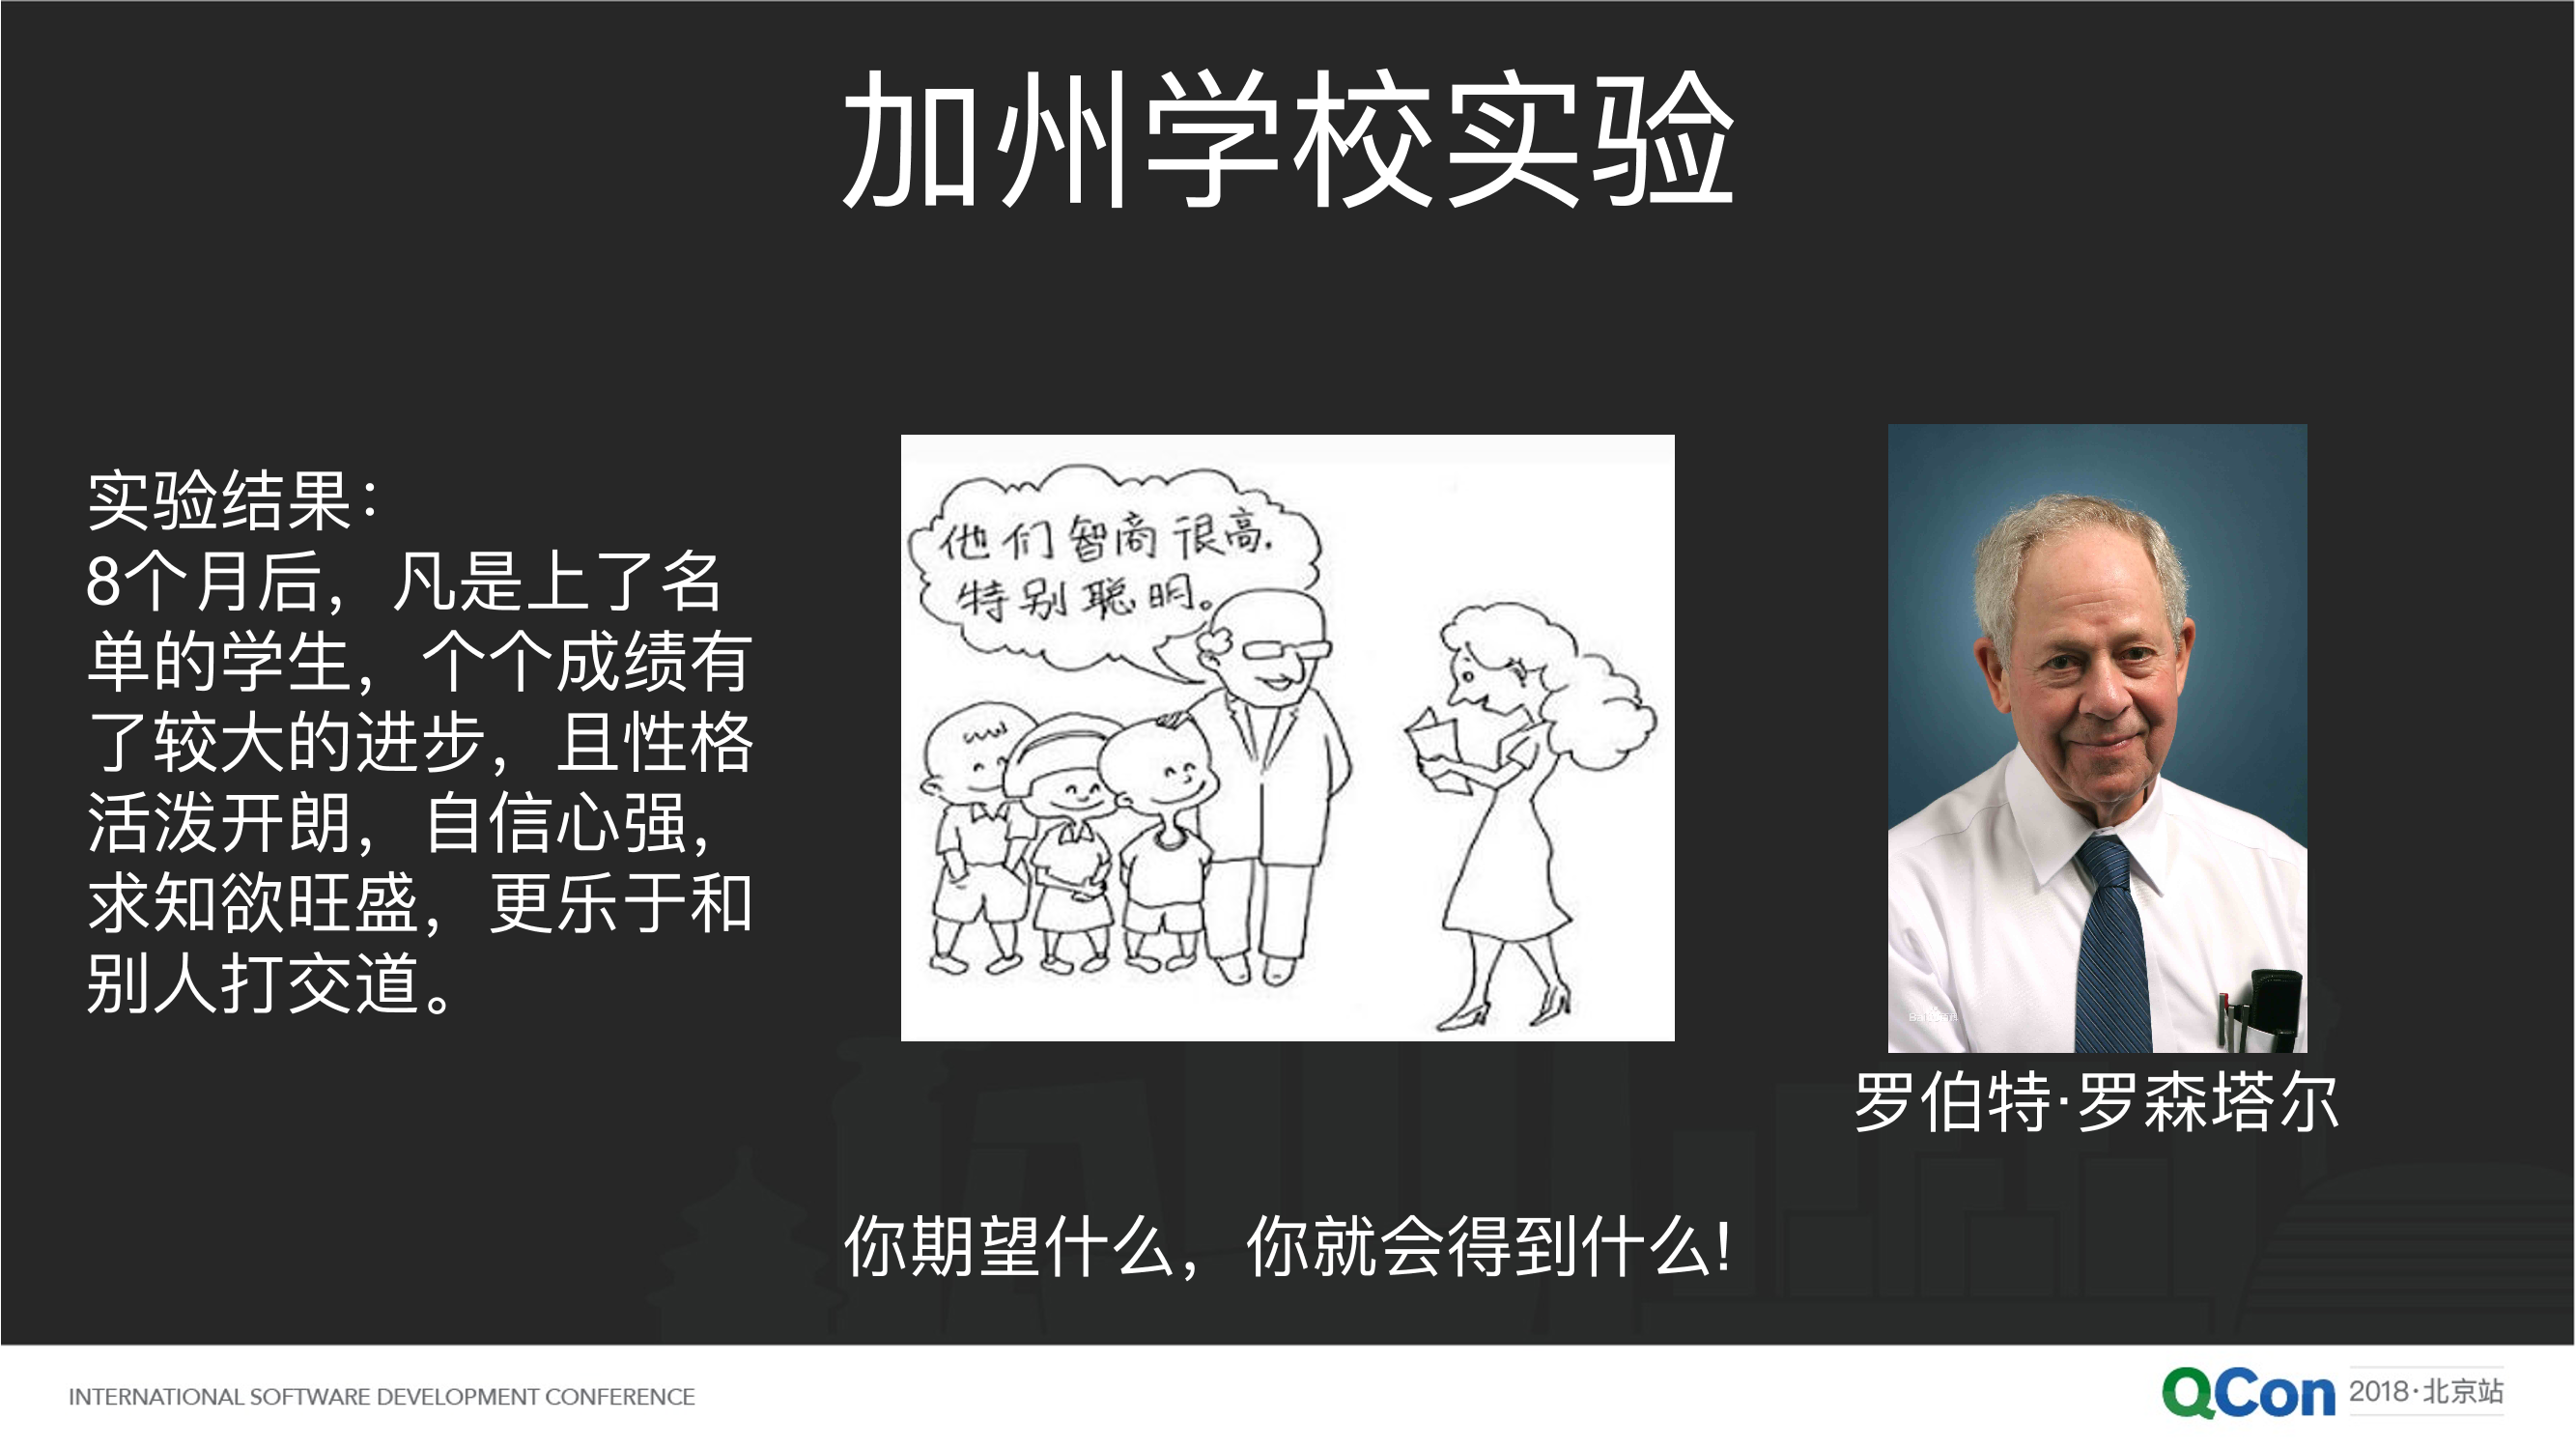 加州学校实验
实验结果：
8个月后，凡是上了名
单的学生，个个成绩有
了较大的进步，且性格
活泼开朗，自信心强，
求知欲旺盛，更乐于和
别人打交道。
他们智商很高.
特别聪明。
罗伯特·罗森塔尔
你期望什么，你就会得到什么!
INTERNATIONAL SOFTWARE DEVELOPMENT CONFERENCE
QCon 2018·北京站